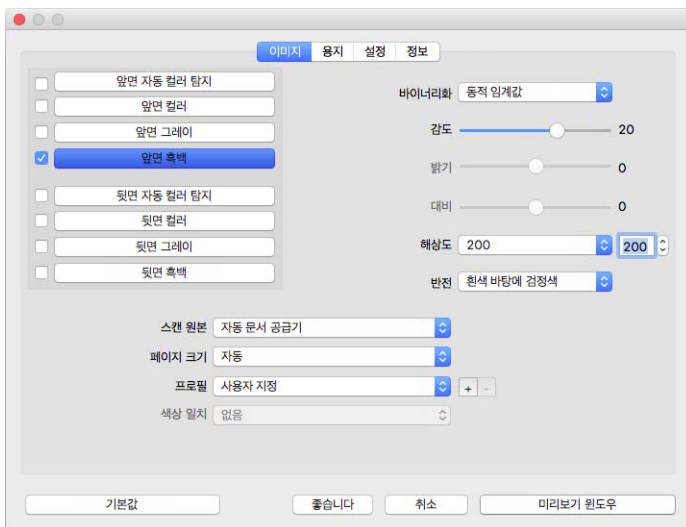 이미지 용지 설정 정보
앞면 자동 컬러 탐지
앞면 컬러
앞면 그레이
앞면 흑백
뒷면 자동 컬러 탐지
뒷면 컬러
뒷면 그레이
뒷면 흑백
바이너리화 동적 임계값
감도 20
밝기 0
대비 0
해상도 200 200
반전 흰색 바탕에 검정색
스캔 원본 자동 문서 공급기
페이지 크기 자동
프로필 사용자 지정 + -
색상 일치 없음
기본값 좋습니다 취소 미리보기 윈도우